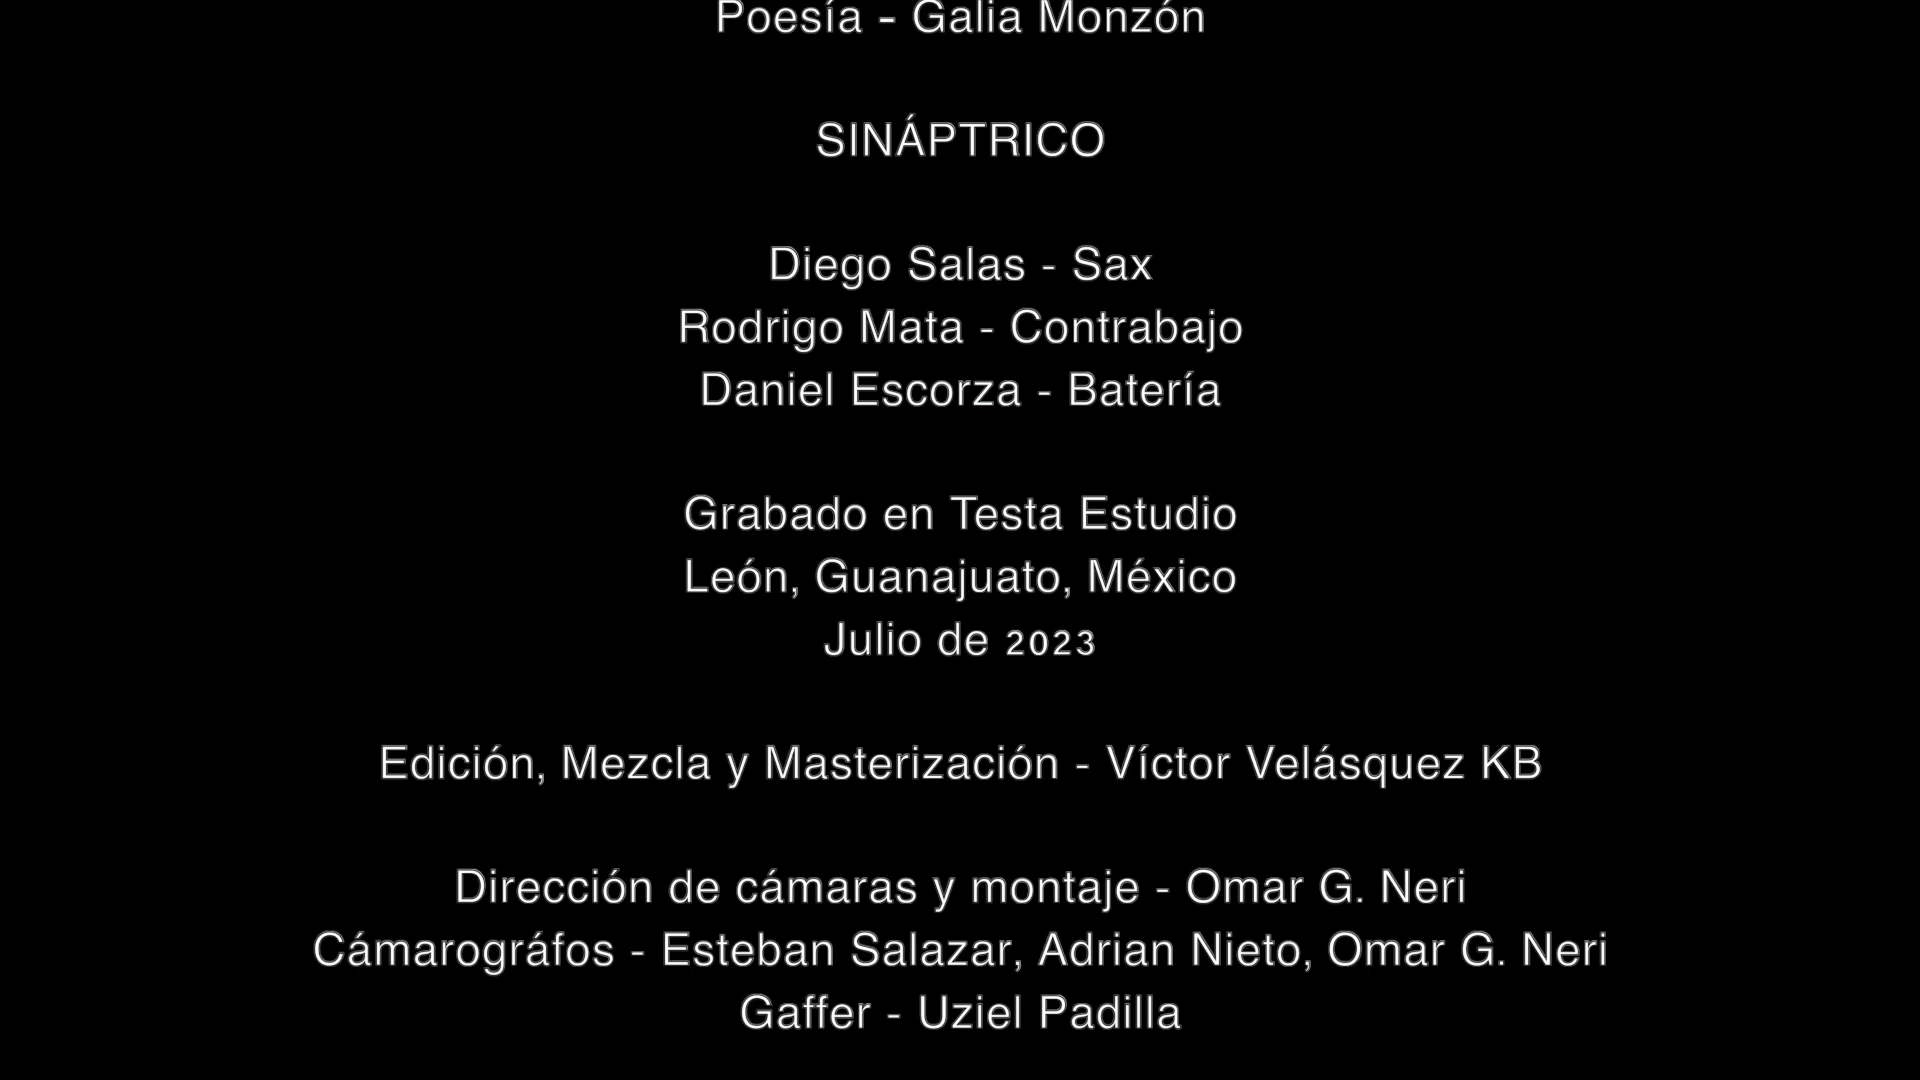 Poesía - Galia Monzón
SINÁPTRICO
Diego Salas - Sax
Rodrigo Mata - Contrabajo
Daniel Escorza - Batería
Grabado en Testa Estudio
León, Guanajuato, México
Julio de 2023
Edición, Mezcla y Masterización - Víctor Velásquez KB
Dirección de cámaras y montaje - Omar G. Neri
Cámarográfos - Esteban Salazar, Adrian Nieto, Omar G. Neri
Gaffer - Uziel Padilla